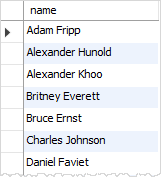 name
Adam Fripp
Alexander Hunold
Alexander Khoo
Britney Everett
Bruce Ernst
Charles Johnson
Daniel Faviet